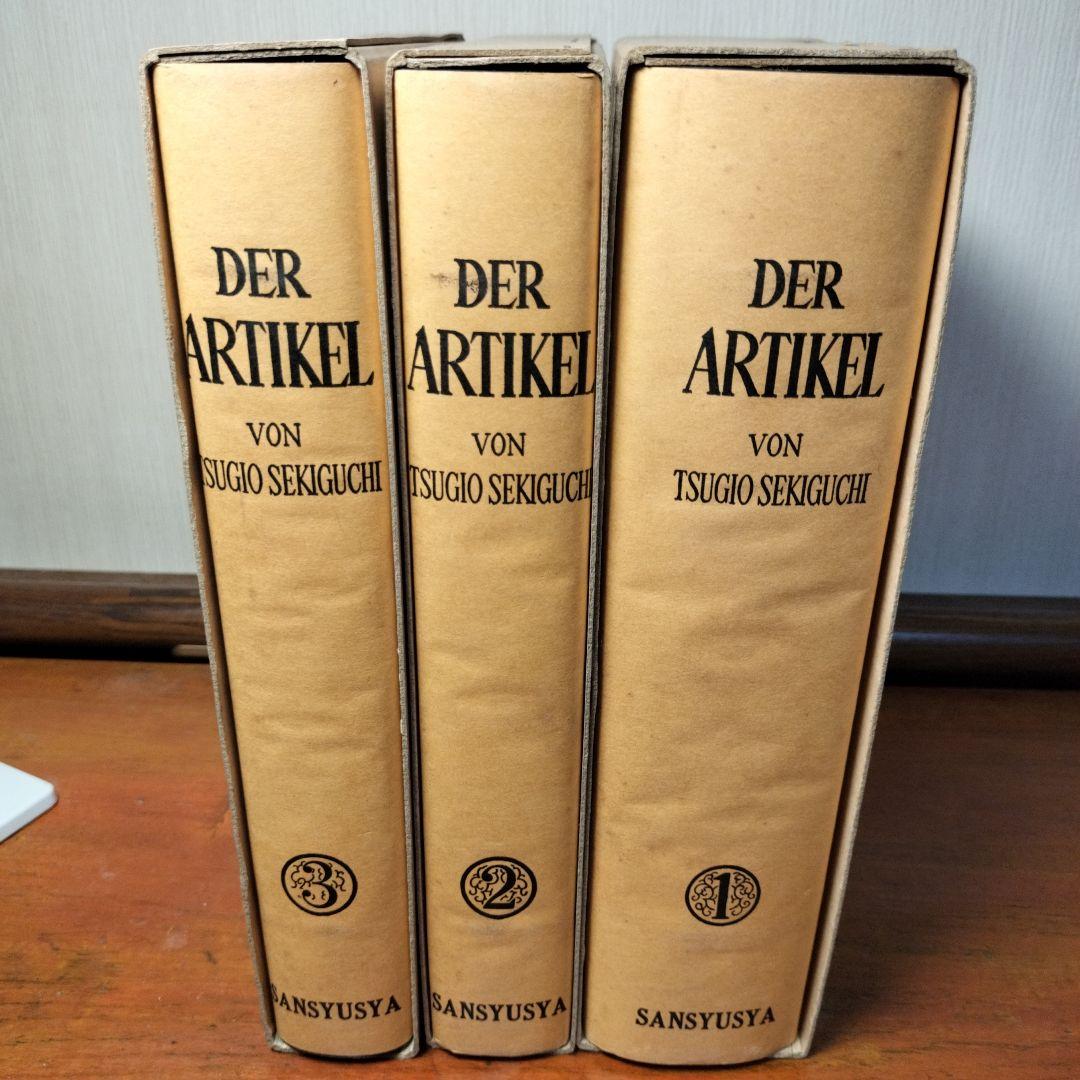 DER
ARTIKEL
VON
TSUGIO SEKIGUCHI
3
SANSYUSYA
DER
ARTIKEL
VON
TSUGIO SEKIGUCHI
2
SANSYUSYA
DER
ARTIKEL
VON
TSUGIO SEKIGUCHI
1
SANSYUSYA